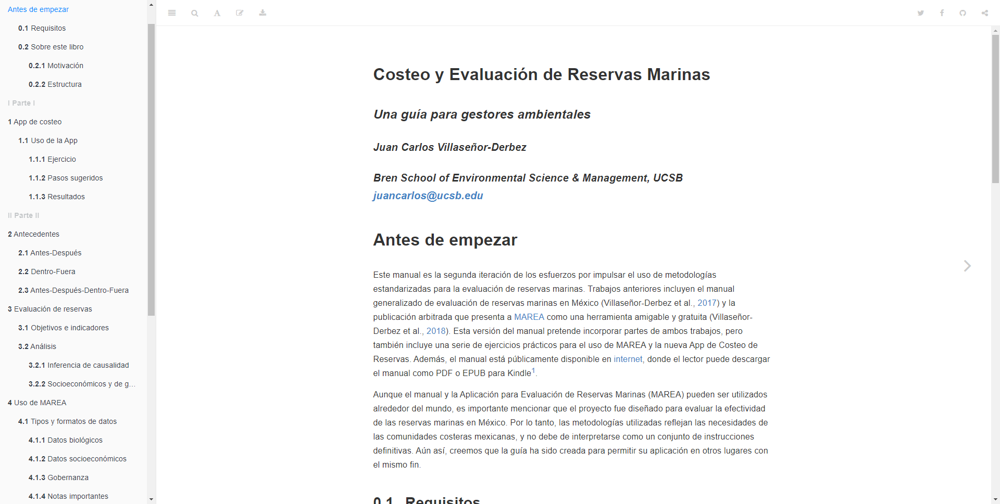 Antes de empezar
0.1 Requisitos
0.2 Sobre este libro
0.2.1 Motivación
0.2.2 Estructura
I Parte I
1 App de costeo
1.1 Uso de la App
1.1.1 Ejercicio
1.1.2 Pasos sugeridos
1.1.3 Resultados
II Parte II
2 Antecedentes
2.1 Antes-Después
2.2 Dentro-Fuera
2.3 Antes-Después-Dentro-Fuera
3 Evaluación de reservas
3.1 Objetivos e indicadores
3.2 Análisis
3.2.1 Inferencia de causalidad
3.2.2 Socioeconómicos y de g…
4 Uso de MAREA
4.1 Tipos y formatos de datos
4.1.1 Datos biológicos
4.1.2 Datos socioeconómicos
4.1.3 Gobernanza
4.1.4 Notas importantes
A
Costeo y Evaluación de Reservas Marinas
Una guía para gestores ambientales
Juan Carlos Villaseñor-Derbez
Bren School of Environmental Science & Management, UCSB
juancarlos@ucsb.edu
Antes de empezar
Este manual es la segunda iteración de los esfuerzos por impulsar el uso de metodologías
estandarizadas para la evaluación de reservas marinas. Trabajos anteriores incluyen el manual
generalizado de evaluación de reservas marinas en México (Villaseñor-Derbez et al., 2017) y la
publicación arbitrada que presenta a MAREA como una herramienta amigable y gratuita (Villaseñor-
Derbez et al., 2018). Esta versión del manual pretende incorporar partes de ambos trabajos, pero
también incluye una serie de ejercicios prácticos para el uso de MAREA y la nueva App de Costeo de
Reservas. Además, el manual está públicamente disponible en internet, donde el lector puede descargar
el manual como PDF o EPUB para Kindle1.
Aunque el manual y la Aplicación para Evaluación de Reservas Marinas (MAREA) pueden ser utilizados
alrededor del mundo, es importante mencionar que el proyecto fue diseñado para evaluar la efectividad
de las reservas marinas en México. Por lo tanto, las metodologías utilizadas reflejan las necesidades de
las comunidades costeras mexicanas, y no debe de interpretarse como un conjunto de instrucciones
definitivas. Aún así, creemos que la guía ha sido creada para permitir su aplicación en otros lugares con
el mismo fin.
0.1 Requisitos